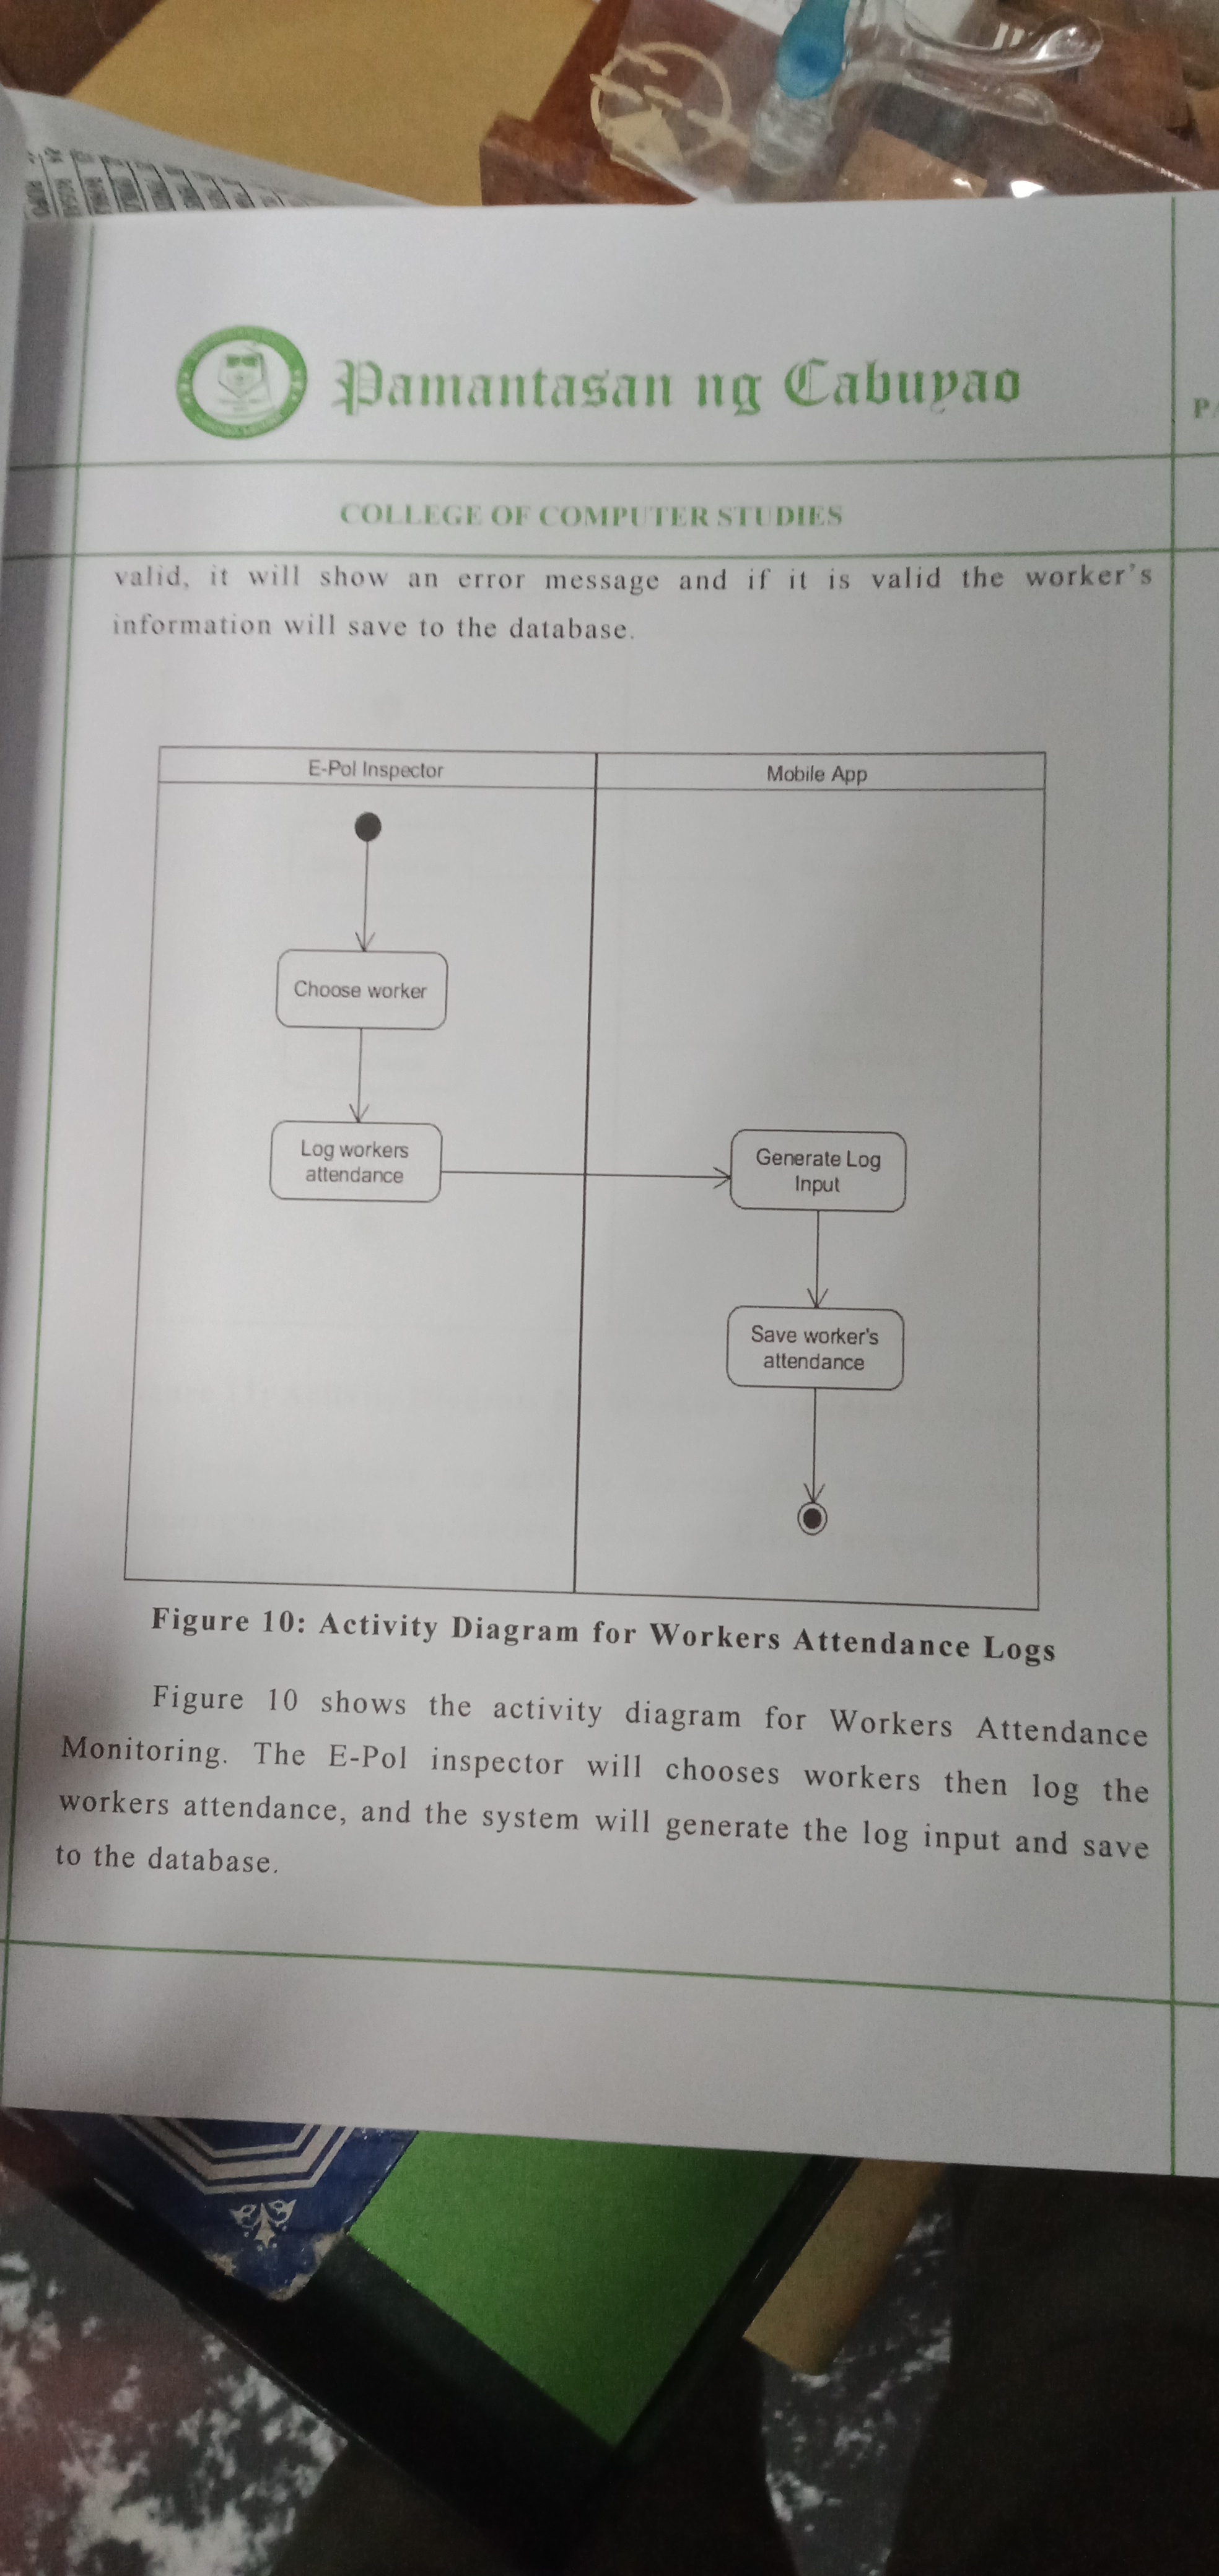 Pamantasan ng Cabuyao
COLLEGE OF COMPUTER STUDIES
valid, it will show an error message and if it is valid the worker's
information will save to the database.
E-Pol Inspector
Mobile App
Choose worker
Log workers
attendance
Generate Log
Input
Save worker's
attendance
Figure 10: Activity Diagram for Workers Attendance Logs
Figure 10 shows the activity diagram for Workers Attendance
Monitoring. The E-Pol inspector will chooses workers then log the
workers attendance, and the system will generate the log input and save
to the database.